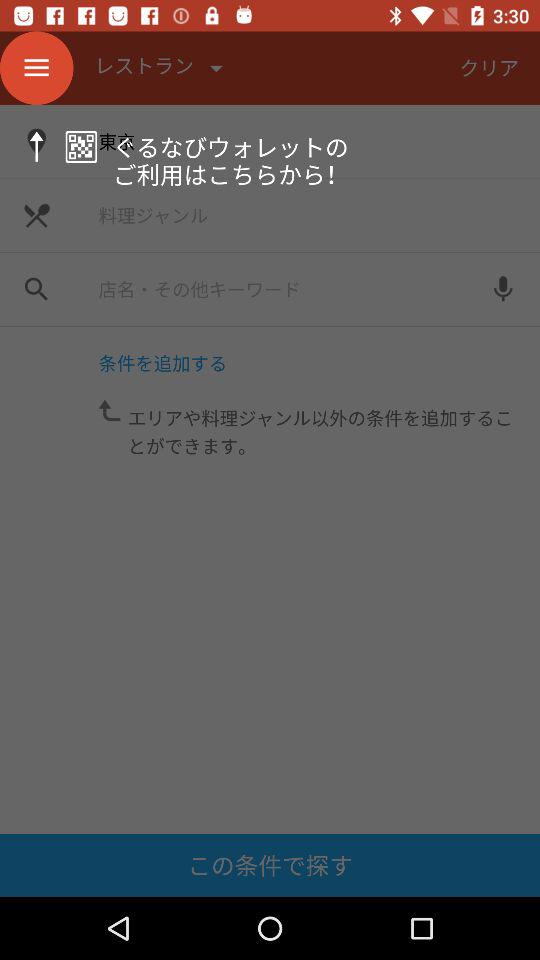 3:30
レストラン
クリア
東京
ぐるなびウォレットの
ご利用はこちらから!
料理ジャンル
店名・その他キーワード
条件を追加する
エリアや料理ジャンル以外の条件を追加するこ
とができます。
この条件で探す